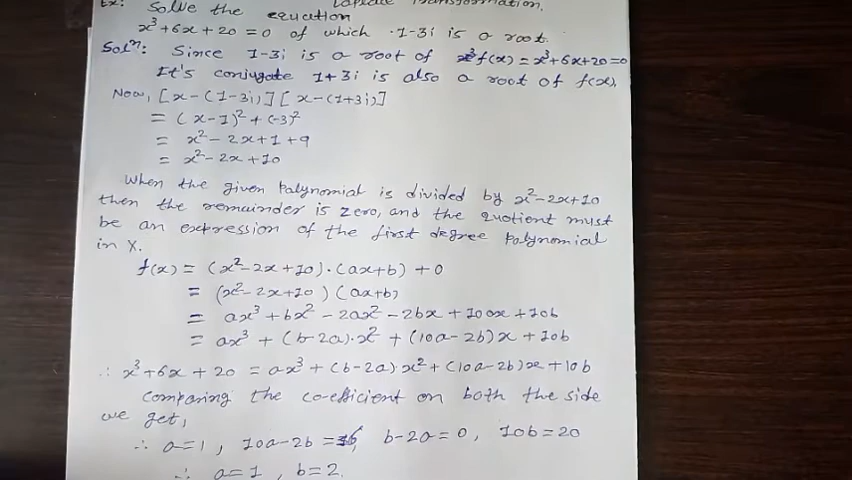 Ex: Solve the equation Laplace Transformation.
x³+6x+20 = 0 of which 1-3i is a root.
Solⁿ: Since 1-3i is a root of f(x) = x³+6x+20=0
It's conjugate 1+3i is also a root of f(x),
Now, [x-(1-3i)] [x-(1+3i)]
= (x-1)² + (-3)²
= x² - 2x + 1 + 9
= x² - 2x + 10
When the given Polynomial is divided by x²-2x+10
then the remainder is zero, and the quotient must
be an expression of the first degree Polynomial
in X.
f(x) = (x²-2x+10)·(ax+b) + 0
= (x²-2x+10) (ax+b)
= ax³ + bx² - 2ax² - 2bx + 10ax + 10b
= ax³ + (b-2a)·x² + (10a-2b)x + 10b
∴ x³+6x+20 = ax³ + (b-2a)x² + (10a-2b)x + 10b
Comparing the co-efficient on both the side
we get,
∴ a=1, 10a-2b = 6, b-2a=0, 10b=20
∴ a=1, b=2.